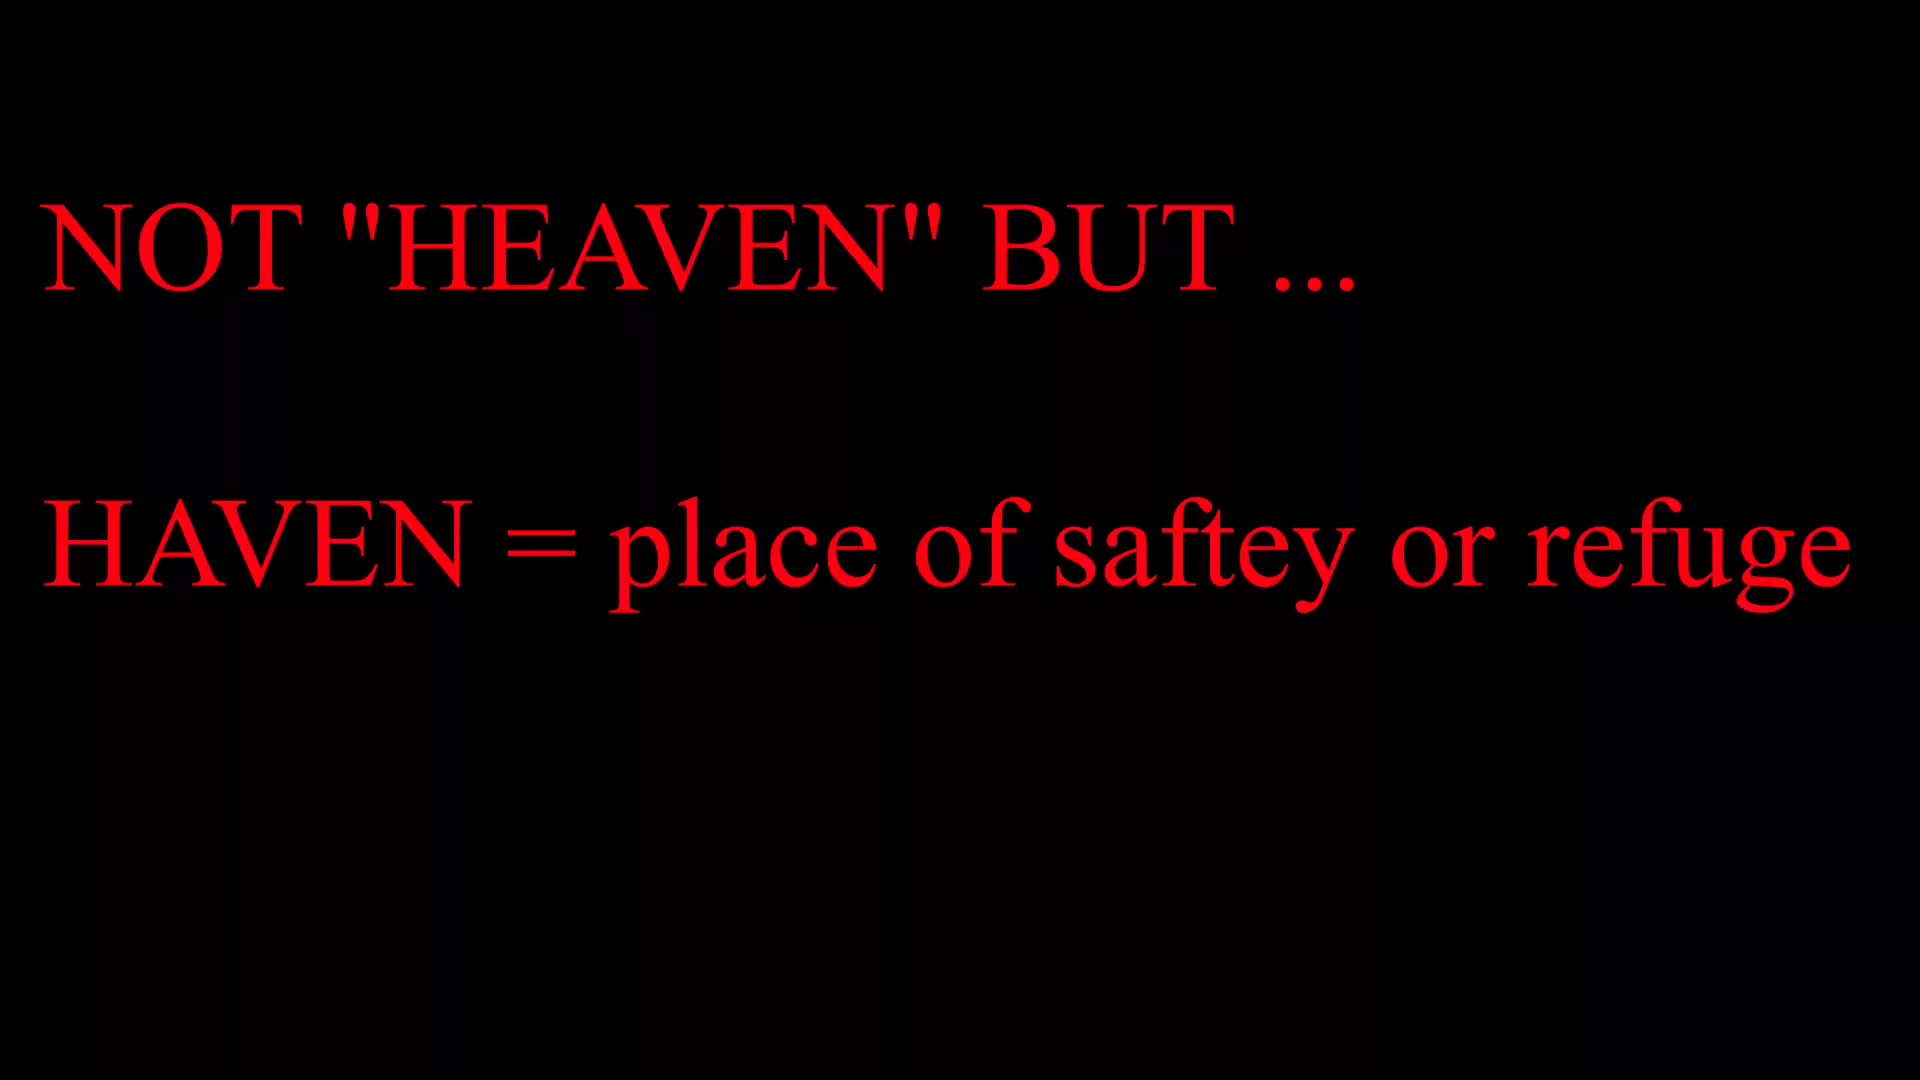 NOT "HEAVEN" BUT ...
HAVEN = place of saftey or refuge